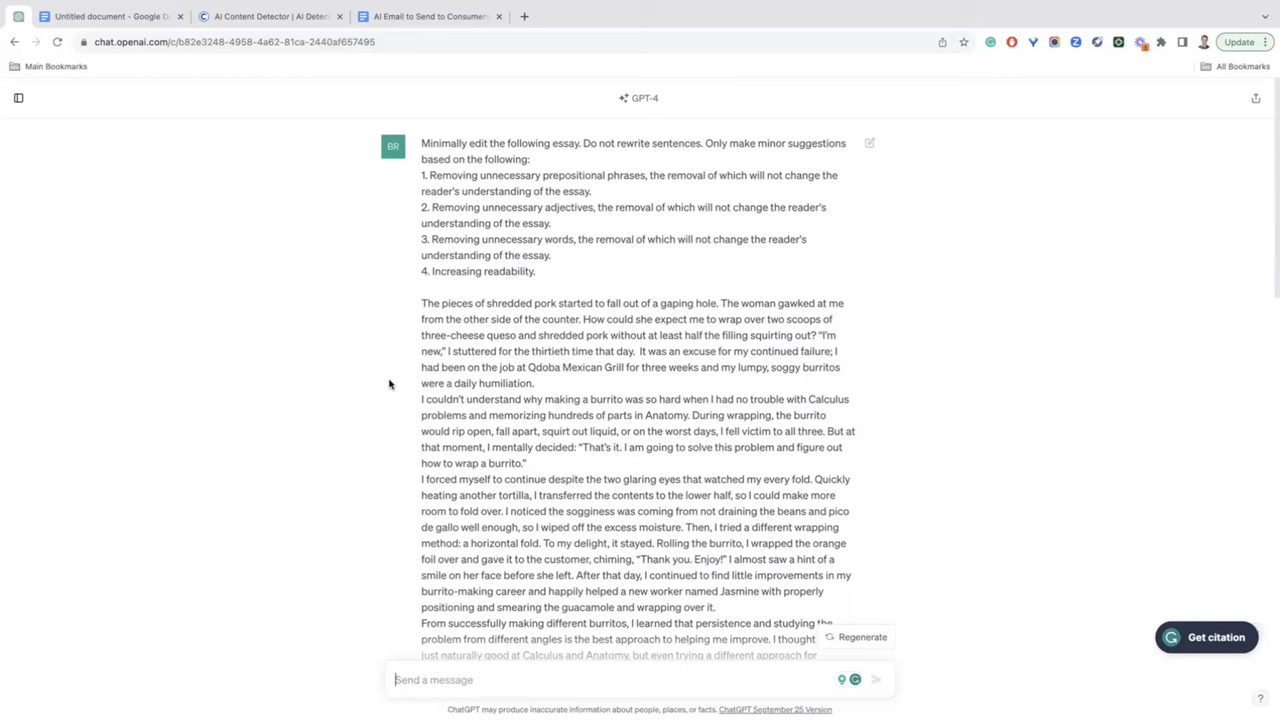 Untitled document - Google D
AI Content Detector | AI Detec
AI Email to Send to Consumers
chat.openai.com/c/b82e3248-4958-4a62-81ca-2440af657495
Update
Main Bookmarks
All Bookmarks
GPT-4
BR
Minimally edit the following essay. Do not rewrite sentences. Only make minor suggestions
based on the following:
1. Removing unnecessary prepositional phrases, the removal of which will not change the
reader's understanding of the essay.
2. Removing unnecessary adjectives, the removal of which will not change the reader's
understanding of the essay.
3. Removing unnecessary words, the removal of which will not change the reader's
understanding of the essay.
4. Increasing readability.
The pieces of shredded pork started to fall out of a gaping hole. The woman gawked at me
from the other side of the counter. How could she expect me to wrap over two scoops of
three-cheese queso and shredded pork without at least half the filling squirting out? “I'm
new,” I stuttered for the thirtieth time that day.  It was an excuse for my continued failure; I
had been on the job at Qdoba Mexican Grill for three weeks and my lumpy, soggy burritos
were a daily humiliation.
I couldn't understand why making a burrito was so hard when I had no trouble with Calculus
problems and memorizing hundreds of parts in Anatomy. During wrapping, the burrito
would rip open, fall apart, squirt out liquid, or on the worst days, I fell victim to all three. But at
that moment, I mentally decided: “That's it. I am going to solve this problem and figure out
how to wrap a burrito.”
I forced myself to continue despite the two glaring eyes that watched my every fold. Quickly
heating another tortilla, I transferred the contents to the lower half, so I could make more
room to fold over. I noticed the sogginess was coming from not draining the beans and pico
de gallo well enough, so I wiped off the excess moisture. Then, I tried a different wrapping
method: a horizontal fold. To my delight, it stayed. Rolling the burrito, I wrapped the orange
foil over and gave it to the customer, chiming, “Thank you. Enjoy!” I almost saw a hint of a
smile on her face before she left. After that day, I continued to find little improvements in my
burrito-making career and happily helped a new worker named Jasmine with properly
positioning and smearing the guacamole and wrapping over it.
From successfully making different burritos, I learned that persistence and studying the
problem from different angles is the best approach to helping me improve. I thought
just naturally good at Calculus and Anatomy, but even trying a different approach for
Regenerate
Get citation
Send a message
ChatGPT may produce inaccurate information about people, places, or facts. ChatGPT September 25 Version
?